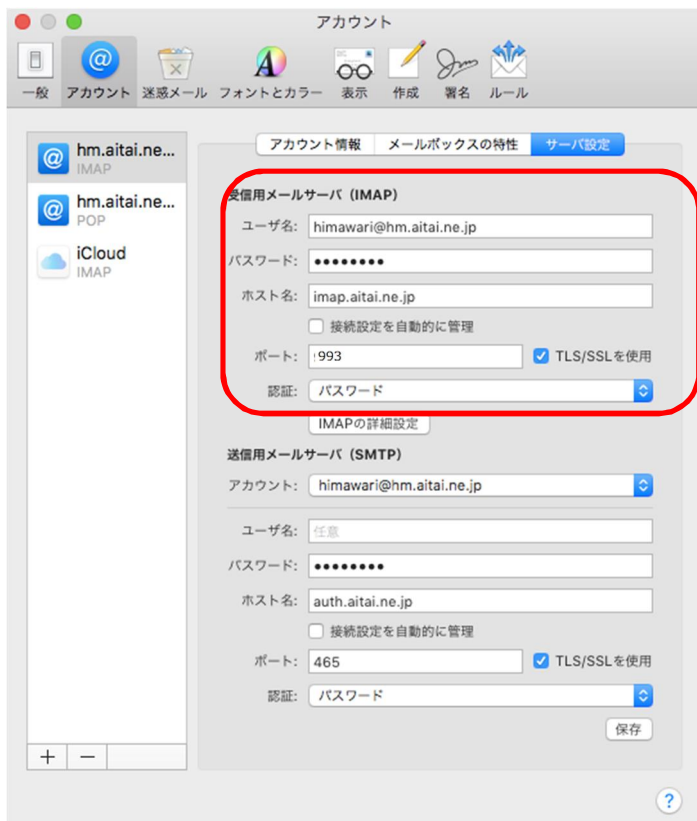 アカウント
一般 アカウント 迷惑メール フォントとカラー 表示 作成 署名 ルール
hm.aitai.ne...
IMAP
hm.aitai.ne...
POP
iCloud
IMAP
アカウント情報 メールボックスの特性 サーバ設定
受信用メールサーバ (IMAP)
ユーザ名: himawari@hm.aitai.ne.jp
パスワード: ••••••••
ホスト名: imap.aitai.ne.jp
接続設定を自動的に管理
ポート: 993 TLS/SSLを使用
認証: パスワード
IMAPの詳細設定
送信用メールサーバ (SMTP)
アカウント: himawari@hm.aitai.ne.jp
ユーザ名: 任意
パスワード: ••••••••
ホスト名: auth.aitai.ne.jp
接続設定を自動的に管理
ポート: 465 TLS/SSLを使用
認証: パスワード
保存
+ −
?